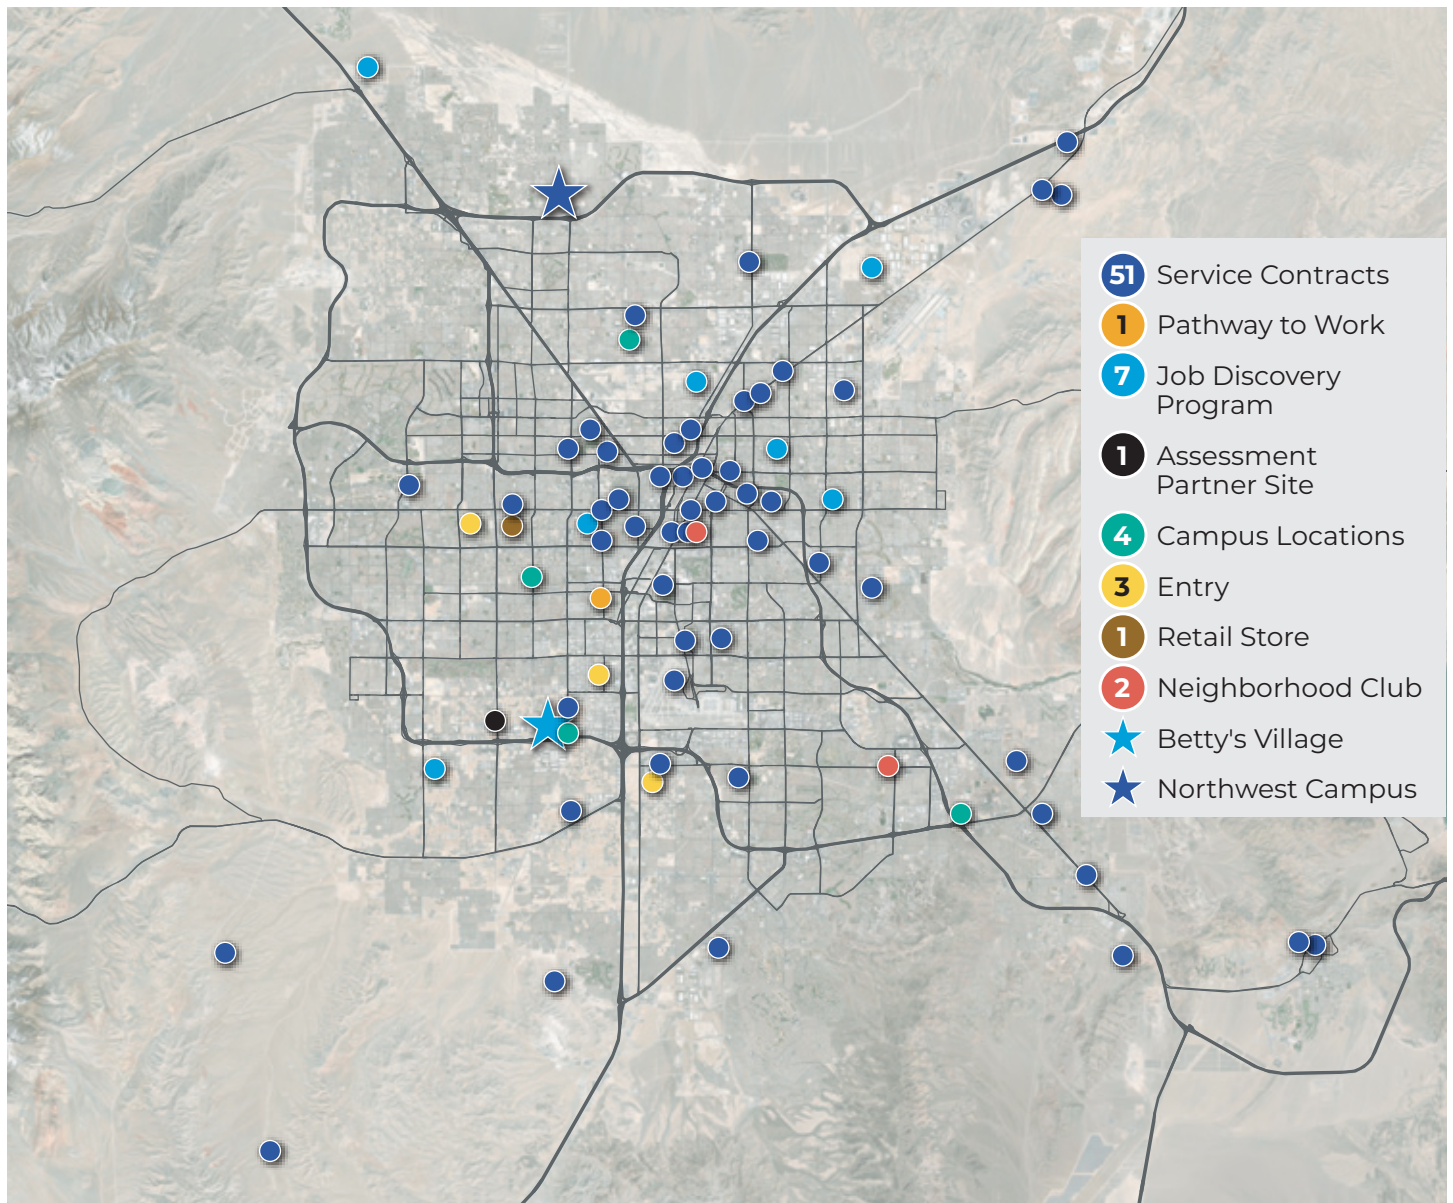 51 Service Contracts
1 Pathway to Work
7 Job Discovery
Program
1 Assessment
Partner Site
4 Campus Locations
3 Entry
1 Retail Store
2 Neighborhood Club
Betty's Village
Northwest Campus